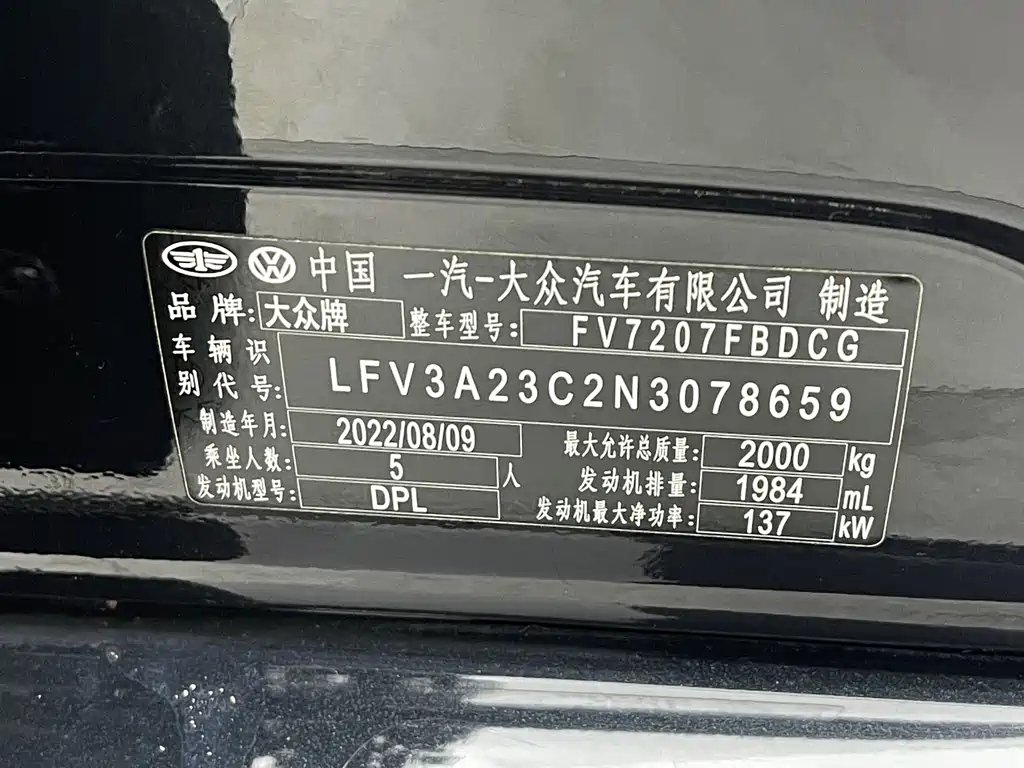 中国 一汽-大众汽车有限公司 制造
品牌: 大众牌 整车型号: FV7207FBDCG
车辆识别代号: LFV3A23C2N3078659
制造年月: 2022/08/09 最大允许总质量: 2000 kg
乘坐人数: 5 人 发动机排量: 1984 mL
发动机型号: DPL 发动机最大净功率: 137 kW